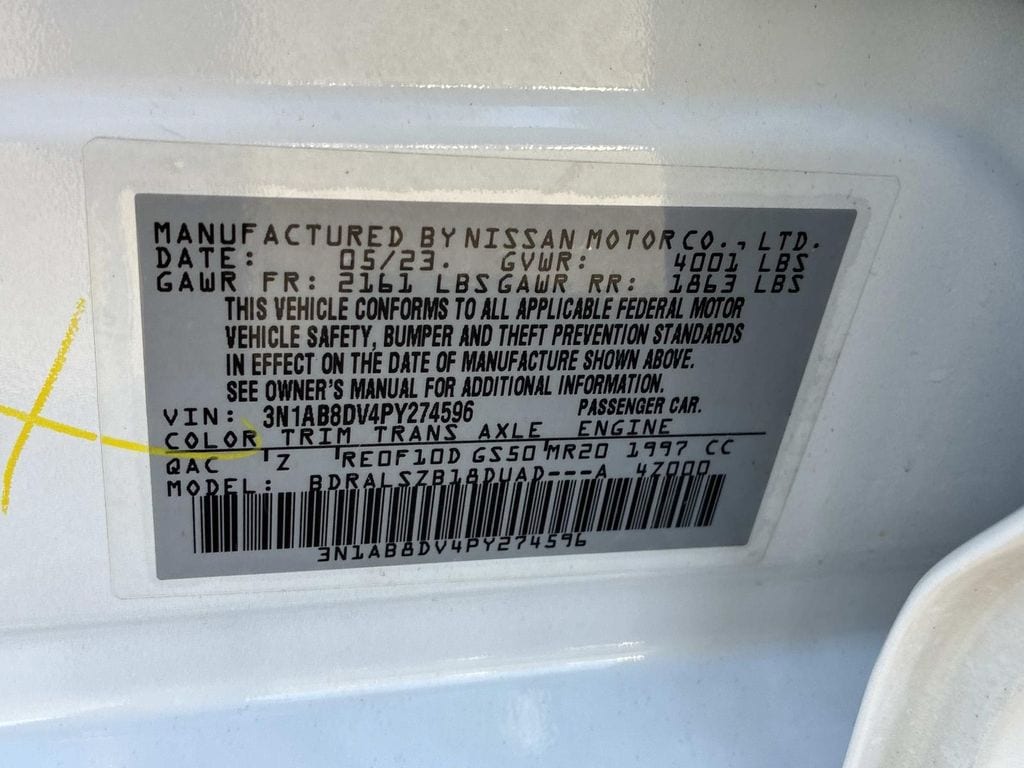 MANUFACTURED BY NISSAN MOTOR CO., LTD.
DATE: 05/23. GVWR: 4001 LBS
GAWR FR: 2161 LBS GAWR RR: 1863 LBS
THIS VEHICLE CONFORMS TO ALL APPLICABLE FEDERAL MOTOR
VEHICLE SAFETY, BUMPER AND THEFT PREVENTION STANDARDS
IN EFFECT ON THE DATE OF MANUFACTURE SHOWN ABOVE.
SEE OWNER'S MANUAL FOR ADDITIONAL INFORMATION.
VIN: 3N1AB8DV4PY274596 PASSENGER CAR.
COLOR TRIM TRANS AXLE ENGINE
QAC Z RE0F10D GS50 MR20 1997 CC
MODEL: BDRALSZB18DUAD---A 4Z000
3N1AB8DV4PY274596